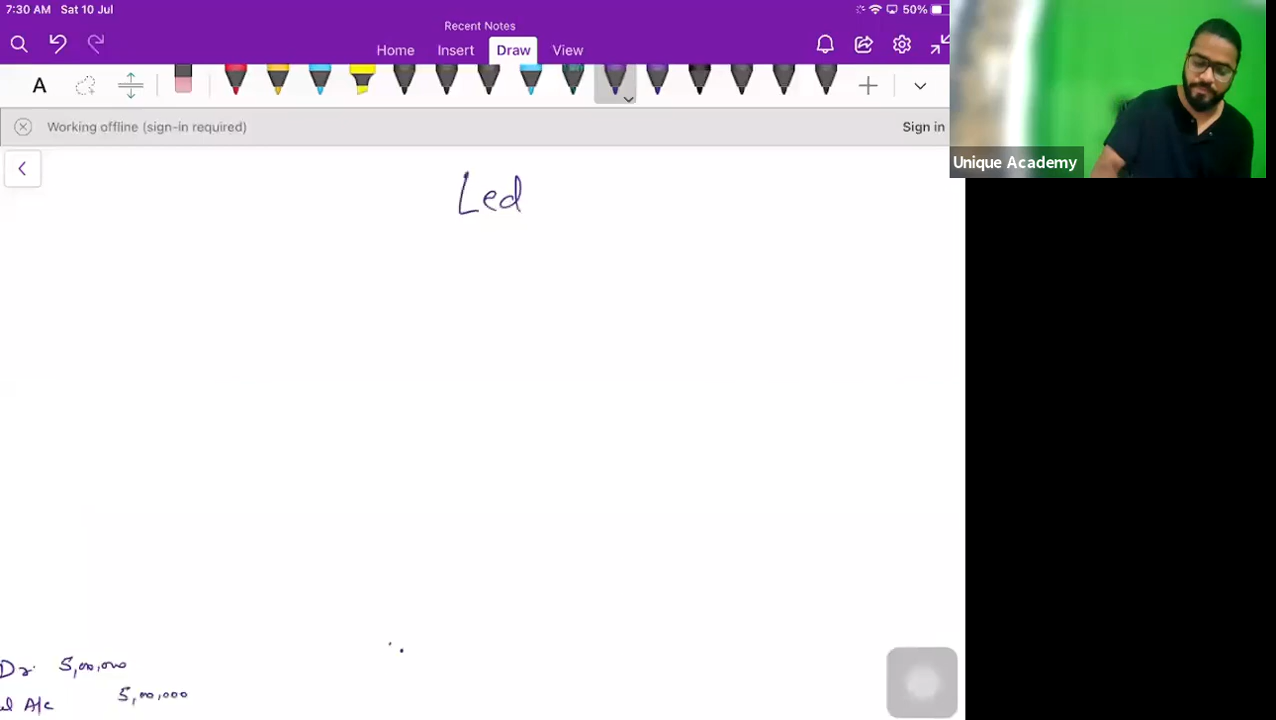 7:30 AM Sat 10 Jul
50%
Recent Notes
Home Insert Draw View
A
Working offline (sign-in required)
Sign in
Unique Academy
Led
Dr. 5,00,000
A/c 5,00,000